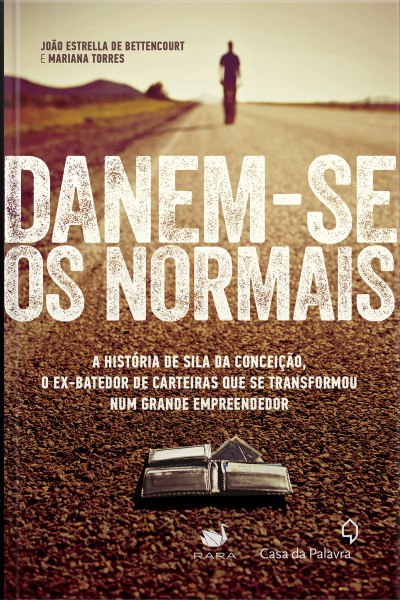 JOÃO ESTRELLA DE BETTENCOURT
E MARIANA TORRES
DANEM-SE
OS NORMAIS
A HISTÓRIA DE SILA DA CONCEIÇÃO,
O EX-BATEDOR DE CARTEIRAS QUE SE TRANSFORMOU
NUM GRANDE EMPREENDEDOR
RARA
Casa da Palavra